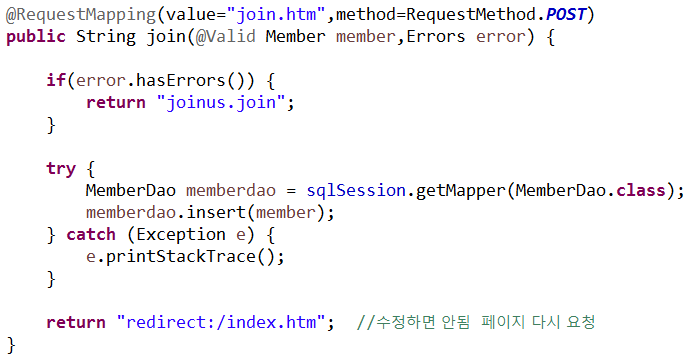 @RequestMapping(value="join.htm",method=RequestMethod.POST)
public String join(@Valid Member member,Errors error) {
if(error.hasErrors()) {
return "joinus.join";
}
try {
MemberDao memberdao = sqlSession.getMapper(MemberDao.class);
memberdao.insert(member);
} catch (Exception e) {
e.printStackTrace();
}
return "redirect:/index.htm";  //수정하면 안됨 페이지 다시 요청
}